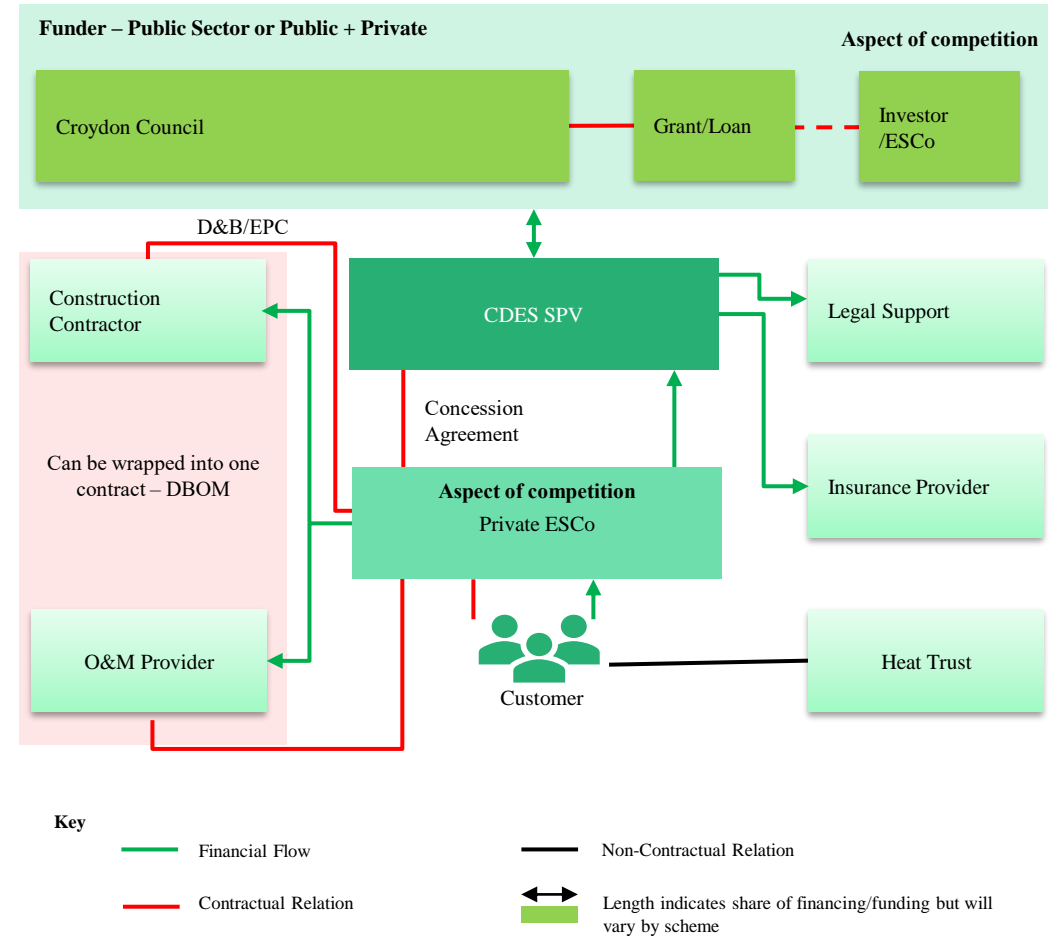 Funder – Public Sector or Public + Private
Aspect of competition
Croydon Council
Grant/Loan
Investor
/ESCo
D&B/EPC
Construction
Contractor
CDES SPV
Legal Support
Concession
Agreement
Can be wrapped into one
contract – DBOM
Aspect of competition
Private ESCo
Insurance Provider
O&M Provider
Customer
Heat Trust
Key
Financial Flow
Non-Contractual Relation
Contractual Relation
Length indicates share of financing/funding but will
vary by scheme